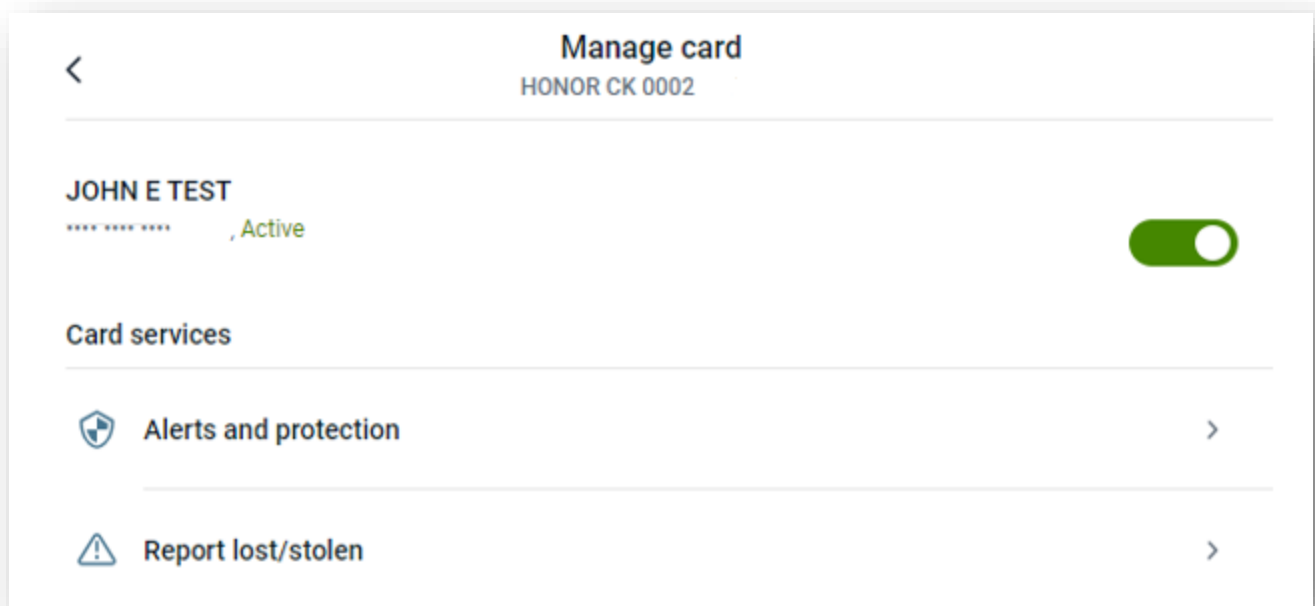 Manage card
HONOR CK 0002
JOHN E TEST
•••• •••• •••• , Active
Card services
Alerts and protection
Report lost/stolen